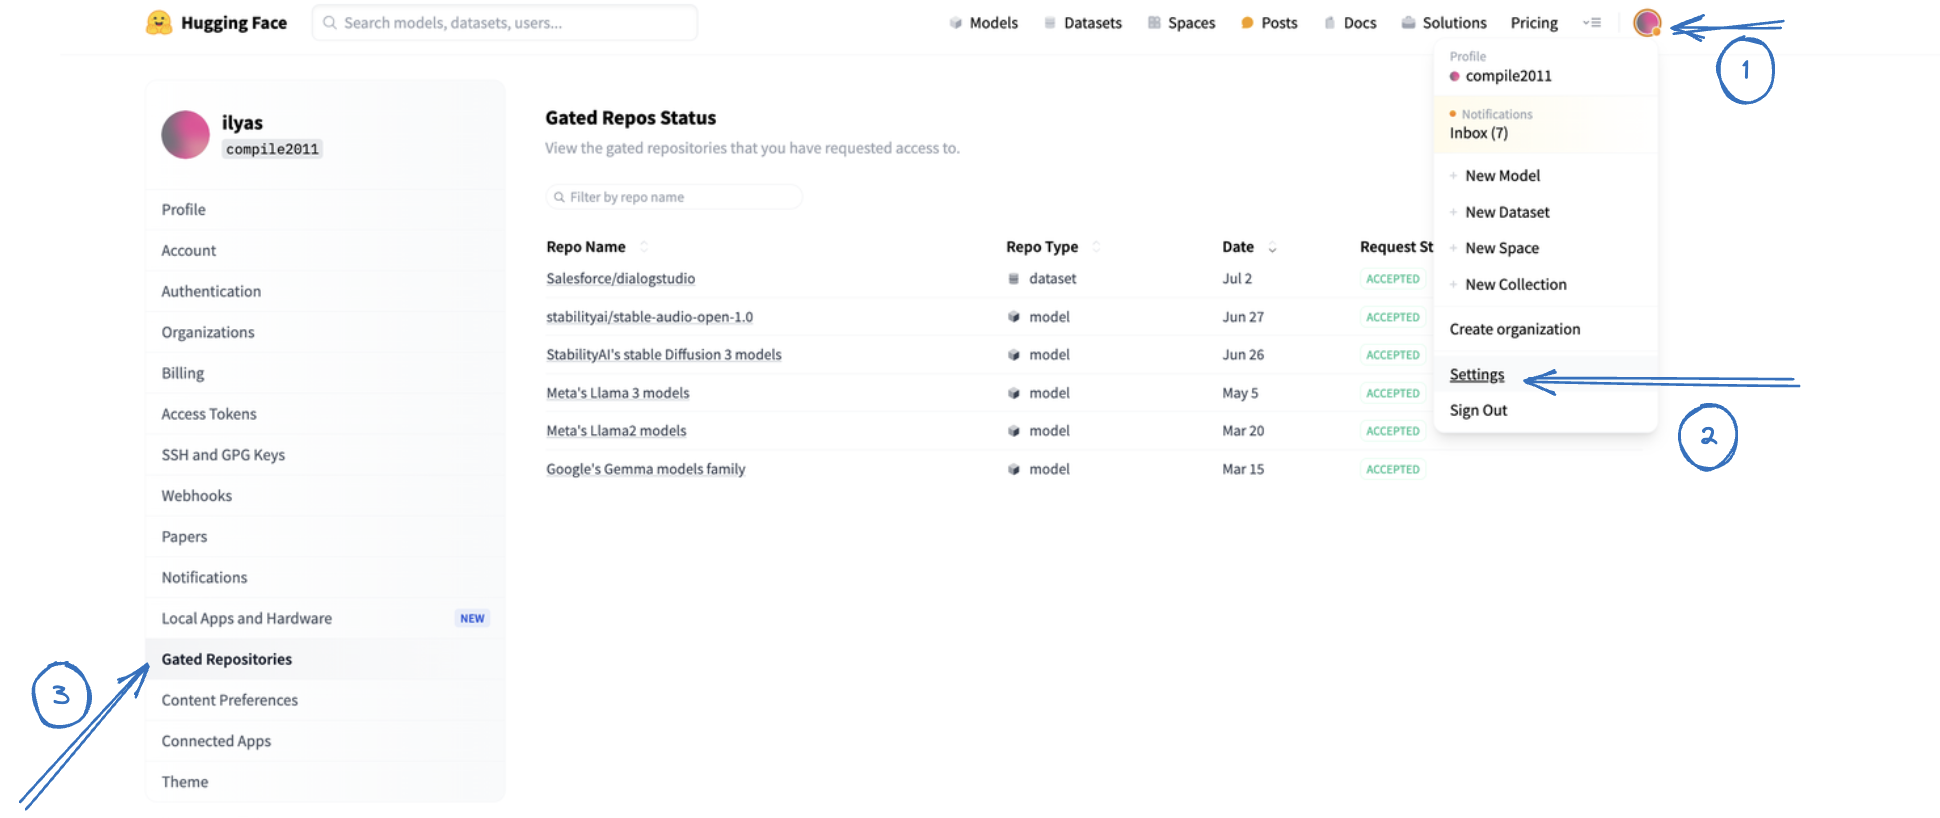 Hugging Face
Search models, datasets, users...
Models
Datasets
Spaces
Posts
Docs
Solutions
Pricing
1
Profile
compile2011
Notifications
Inbox (7)
New Model
New Dataset
New Space
New Collection
Create organization
Settings
Sign Out
2
ilyas
compile2011
Profile
Account
Authentication
Organizations
Billing
Access Tokens
SSH and GPG Keys
Webhooks
Papers
Notifications
Local Apps and Hardware NEW
Gated Repositories
Content Preferences
Connected Apps
Theme
3
Gated Repos Status
View the gated repositories that you have requested access to.
Filter by repo name
Repo Name Repo Type Date Request St
Salesforce/dialogstudio dataset Jul 2 ACCEPTED
stabilityai/stable-audio-open-1.0 model Jun 27 ACCEPTED
StabilityAI's stable Diffusion 3 models model Jun 26 ACCEPTED
Meta's Llama 3 models model May 5 ACCEPTED
Meta's Llama2 models model Mar 20 ACCEPTED
Google's Gemma models family model Mar 15 ACCEPTED